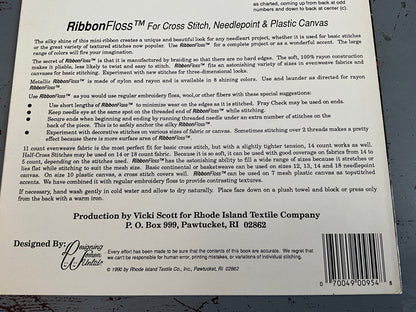 as charted, coming up from back at odd
numbers and down to back at center (c).
RibbonFloss™ For Cross Stitch, Needlepoint & Plastic Canvas
The silky shine of this mini-ribbon creates a unique and beautiful look for any needleart project, whether it is used for basic stitches
or the great variety of textured stitches now popular. Use RibbonFloss™ for a complete project or as a wonderful accent. The large
range of colors will fire your imagination.
The secret of RibbonFloss™ is that it is manufactured by braiding so that there are no hard edges. The soft, 100% rayon construction
makes it pliable, less likely to twist and easy to stitch. RibbonFloss™ fits an astonishing variety of sizes in evenweave fabrics and
canvases for basic stitching. Experiment with new stitches for three-dimensional looks.
Metallic RibbonFloss™ is made of nylon and rayon and is available in 8 shining colors. Use and launder as directed for rayon
RibbonFloss™.
Use RibbonFloss™ as you would use regular embroidery floss, wool, or other fibers with these special suggestions:
• Use short lengths of RibbonFloss™ to minimize wear on the edges as it is stitched. Fray Check may be used on ends.
• Keep needle eye at the same spot on the threaded end of RibbonFloss™ while stitching.
• Secure ends when beginning and ending by running threaded needle under an extra number of stitches on
the back of the piece. This is to safely anchor the silky RibbonFloss™.
• Experiment with decorative stitches on various sizes of fabric or canvas. Sometimes stitching over 2 threads makes a pretty
effect because there is more surface area of RibbonFloss™.
11 count evenweave fabric is the most perfect fit for basic cross stitch, but with a slightly tighter tension, 14 count works as well.
Half-Cross Stitches may be used on 14 or 18 count fabric. Because it is so soft, it can be used with good coverage on fabrics from 14 to
5 count, depending on the stitches used. RibbonFloss™ has the astonishing ability to fill a wide range of sizes because it stretches or
lies flat while stitching to suit the mesh size. Basic continental or basketweave can be used on sizes 12, 13, 14 and 18 needlepoint
canvas. On size 10 plastic canvas, a cross stitch covers well. RibbonFloss™ can be used on 7 mesh plastic canvas as topstitched
accents. We have combined it with regular embroidery floss to provide contrasting textures.
If necessary, hand wash gently in cold water and allow to dry naturally. Place face down on a plush towel and block or press only
from the back with a warm iron.
Production by Vicki Scott for Rhode Island Textile Company
P. O. Box 999, Pawtucket, RI 02862
Designed By:
Designing
Women
Unlimited
Every effort has been made to be sure that the contents of this book are accurate. We regret that
we can't be responsible for human error, printing mistakes, or variations of individual stitching.
© 1990 by Rhode Island Textile Co., Inc., Pawtucket, RI 02862
0 70049 00954 8